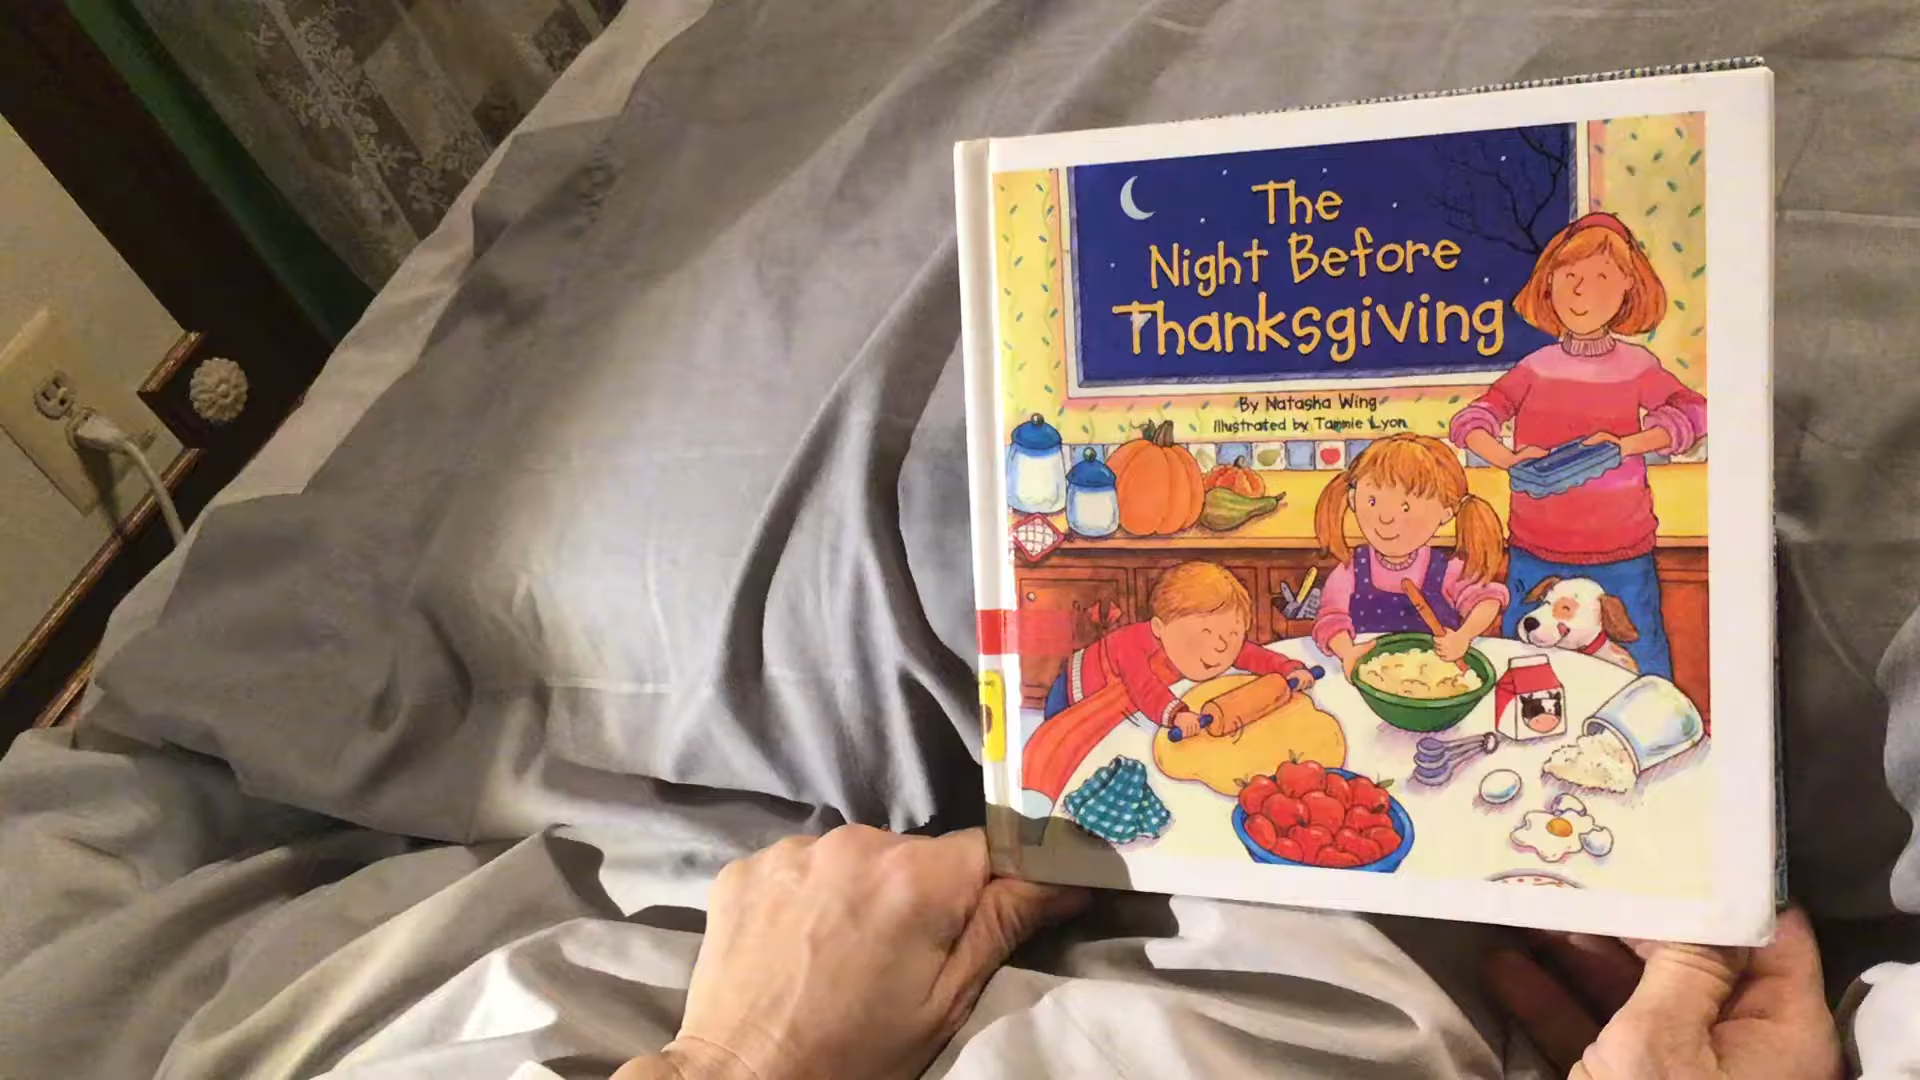 The
Night Before
Thanksgiving
By Natasha Wing
Illustrated by Tammie Lyon